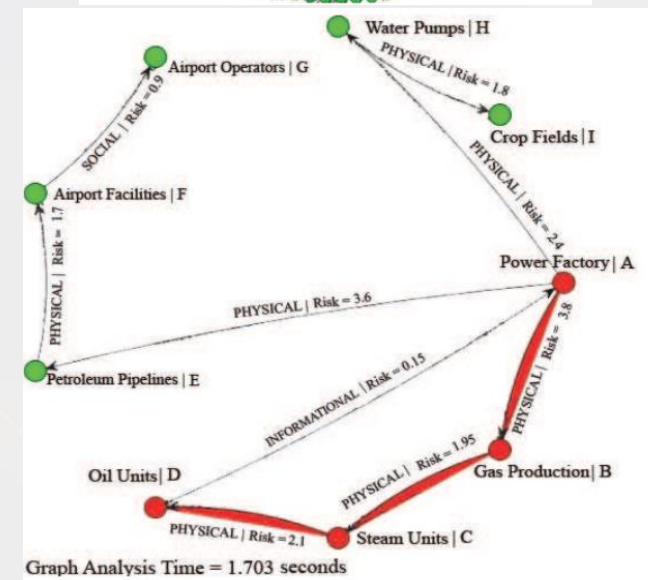 Water Pumps | H
PHYSICAL | Risk = 1.8
Airport Operators | G
Crop Fields | I
SOCIAL | Risk =0.9
PHYSICAL | Risk = 2.4
Airport Facilities | F
PHYSICAL | Risk = 1.7
Power Factory | A
PHYSICAL | Risk = 3.6
PHYSICAL | Risk = 3.8
Petroleum Pipelines | E
INFORMATIONAL | Risk = 0.15
PHYSICAL | Risk = 1.95
Gas Production | B
Oil Units | D
PHYSICAL | Risk =2.1
Steam Units | C
Graph Analysis Time = 1.703 seconds